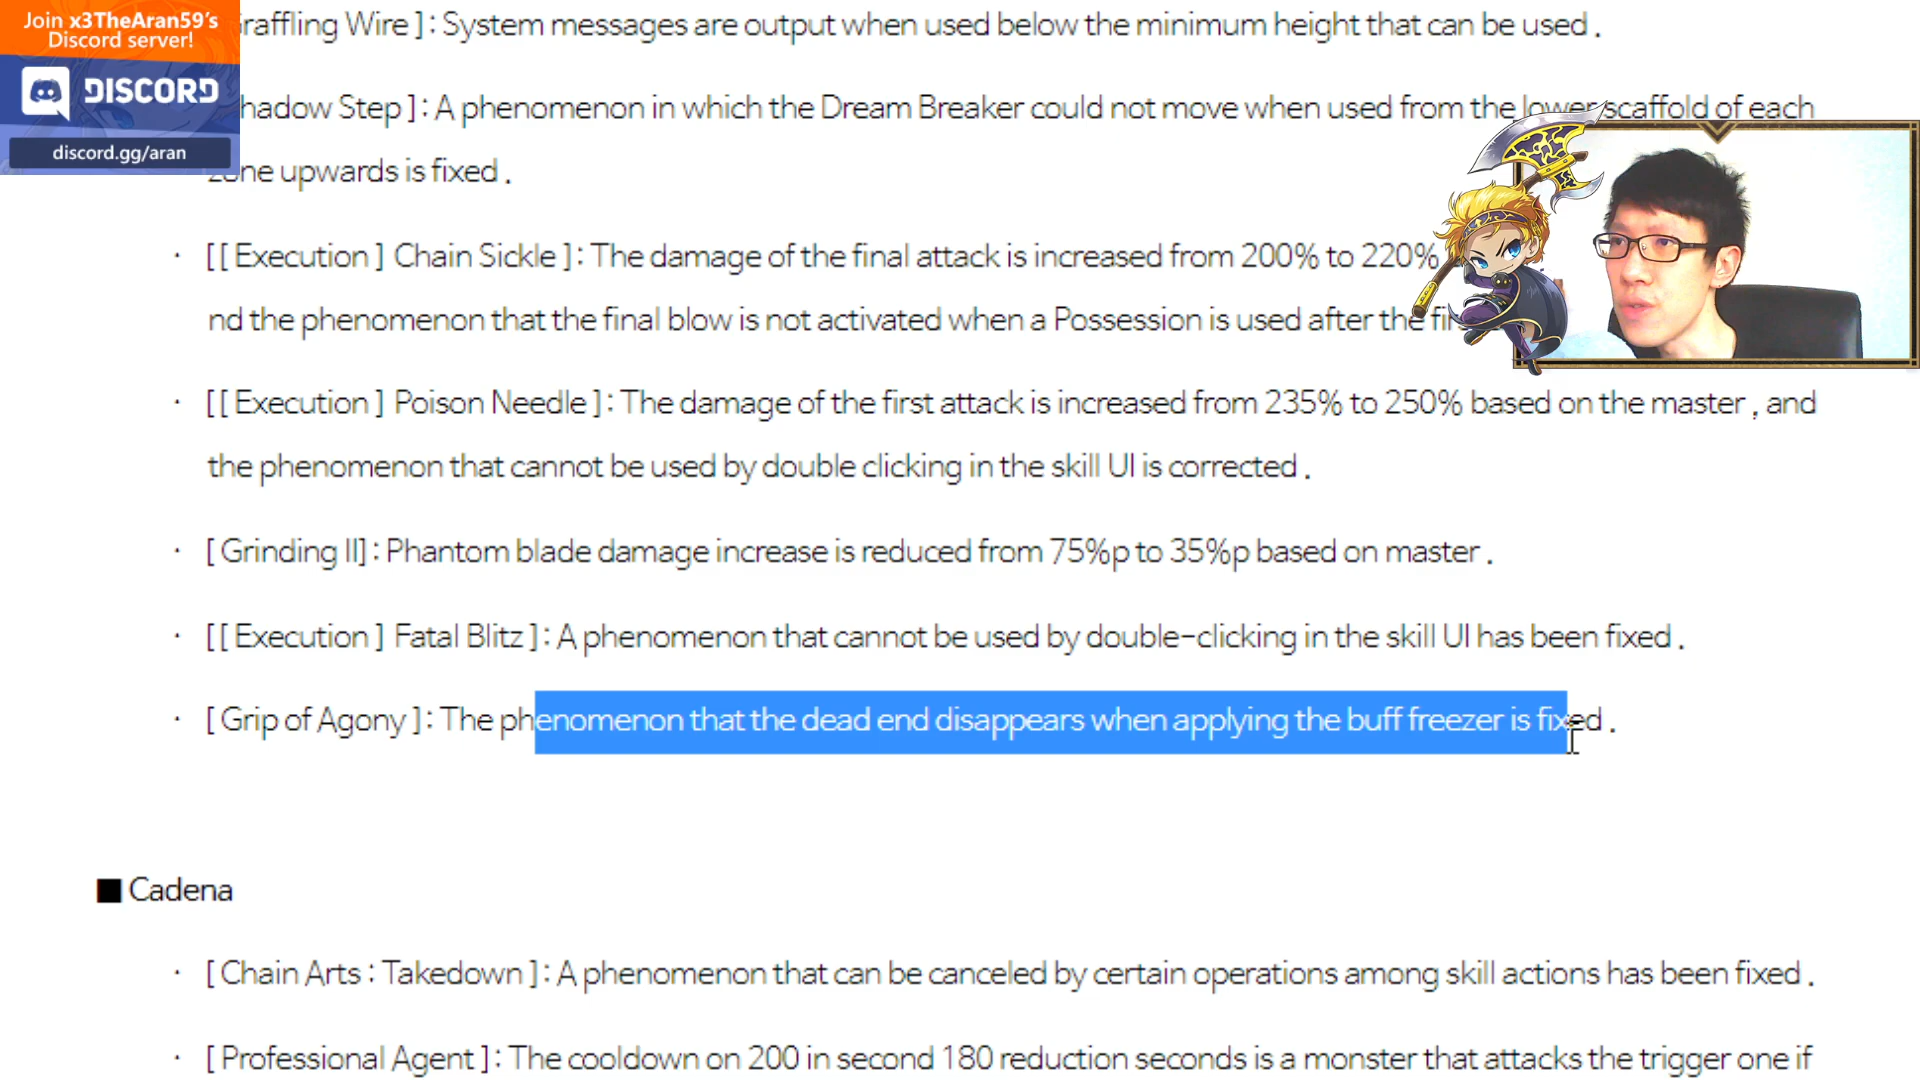 Join x3TheAran59's
Discord server!
DISCORD
discord.gg/aran
raffling Wire ] : System messages are output when used below the minimum height that can be used .
hadow Step ] : A phenomenon in which the Dream Breaker could not move when used from the lower scaffold of each
zone upwards is fixed .
· [ [ Execution ] Chain Sickle ] : The damage of the final attack is increased from 200% to 220%
nd the phenomenon that the final blow is not activated when a Possession is used after the fir
· [ [ Execution ] Poison Needle ] : The damage of the first attack is increased from 235% to 250% based on the master , and
the phenomenon that cannot be used by double clicking in the skill UI is corrected .
· [ Grinding II] : Phantom blade damage increase is reduced from 75%p to 35%p based on master .
· [ [ Execution ] Fatal Blitz ] : A phenomenon that cannot be used by double-clicking in the skill UI has been fixed .
· [ Grip of Agony ] : The phenomenon that the dead end disappears when applying the buff freezer is fixed .
■ Cadena
· [ Chain Arts : Takedown ] : A phenomenon that can be canceled by certain operations among skill actions has been fixed .
· [ Professional Agent ] : The cooldown on 200 in second 180 reduction seconds is a monster that attacks the trigger one if